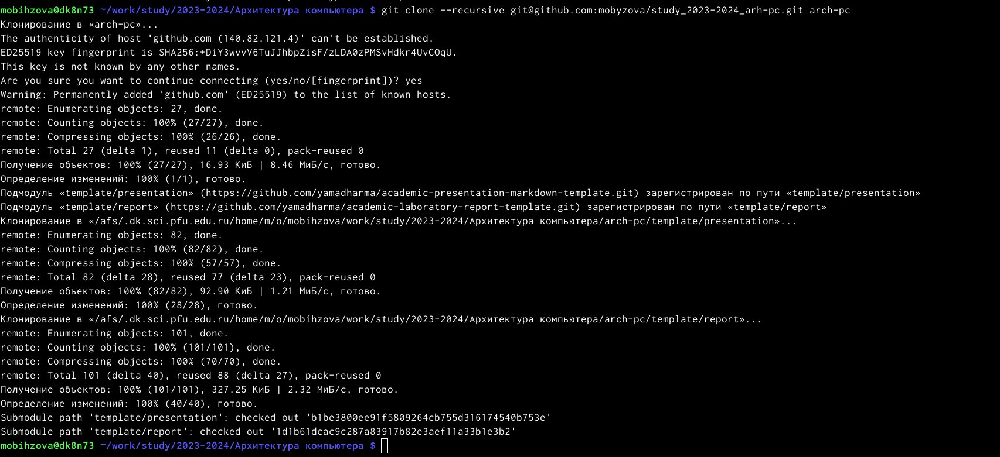 mobihzova@dk8n73 ~/work/study/2023-2024/Архитектура компьютера $ git clone --recursive git@github.com:mobyzova/study_2023-2024_arh-pc.git arch-pc
Клонирование в «arch-pc»...
The authenticity of host 'github.com (140.82.121.4)' can't be established.
ED25519 key fingerprint is SHA256:+DiY3wvvV6TuJJhbpZisF/zLDA0zPMSvHdkr4UvCOqU.
This key is not known by any other names.
Are you sure you want to continue connecting (yes/no/[fingerprint])? yes
Warning: Permanently added 'github.com' (ED25519) to the list of known hosts.
remote: Enumerating objects: 27, done.
remote: Counting objects: 100% (27/27), done.
remote: Compressing objects: 100% (26/26), done.
remote: Total 27 (delta 1), reused 11 (delta 0), pack-reused 0
Получение объектов: 100% (27/27), 16.93 КиБ | 8.46 МиБ/с, готово.
Определение изменений: 100% (1/1), готово.
Подмодуль «template/presentation» (https://github.com/yamadharma/academic-presentation-markdown-template.git) зарегистрирован по пути «template/presentation»
Подмодуль «template/report» (https://github.com/yamadharma/academic-laboratory-report-template.git) зарегистрирован по пути «template/report»
Клонирование в «/afs/.dk.sci.pfu.edu.ru/home/m/o/mobihzova/work/study/2023-2024/Архитектура компьютера/arch-pc/template/presentation»...
remote: Enumerating objects: 82, done.
remote: Counting objects: 100% (82/82), done.
remote: Compressing objects: 100% (57/57), done.
remote: Total 82 (delta 28), reused 77 (delta 23), pack-reused 0
Получение объектов: 100% (82/82), 92.90 КиБ | 1.21 МиБ/с, готово.
Определение изменений: 100% (28/28), готово.
Клонирование в «/afs/.dk.sci.pfu.edu.ru/home/m/o/mobihzova/work/study/2023-2024/Архитектура компьютера/arch-pc/template/report»...
remote: Enumerating objects: 101, done.
remote: Counting objects: 100% (101/101), done.
remote: Compressing objects: 100% (70/70), done.
remote: Total 101 (delta 40), reused 88 (delta 27), pack-reused 0
Получение объектов: 100% (101/101), 327.25 КиБ | 2.32 МиБ/с, готово.
Определение изменений: 100% (40/40), готово.
Submodule path 'template/presentation': checked out 'b1be3800ee91f5809264cb755d316174540b753e'
Submodule path 'template/report': checked out '1d1b61dcac9c287a83917b82e3aef11a33b1e3b2'
mobihzova@dk8n73 ~/work/study/2023-2024/Архитектура компьютера $